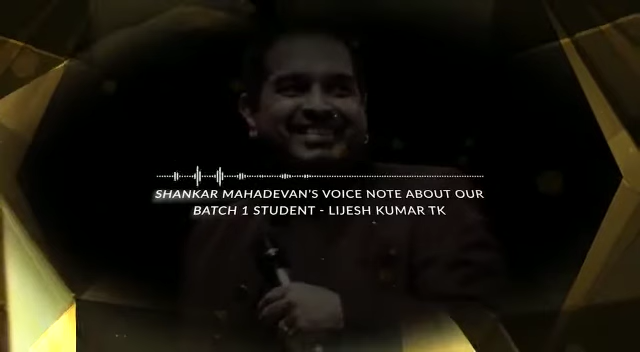 SHANKAR MAHADEVAN'S VOICE NOTE ABOUT OUR
BATCH 1 STUDENT - LIJESH KUMAR TK